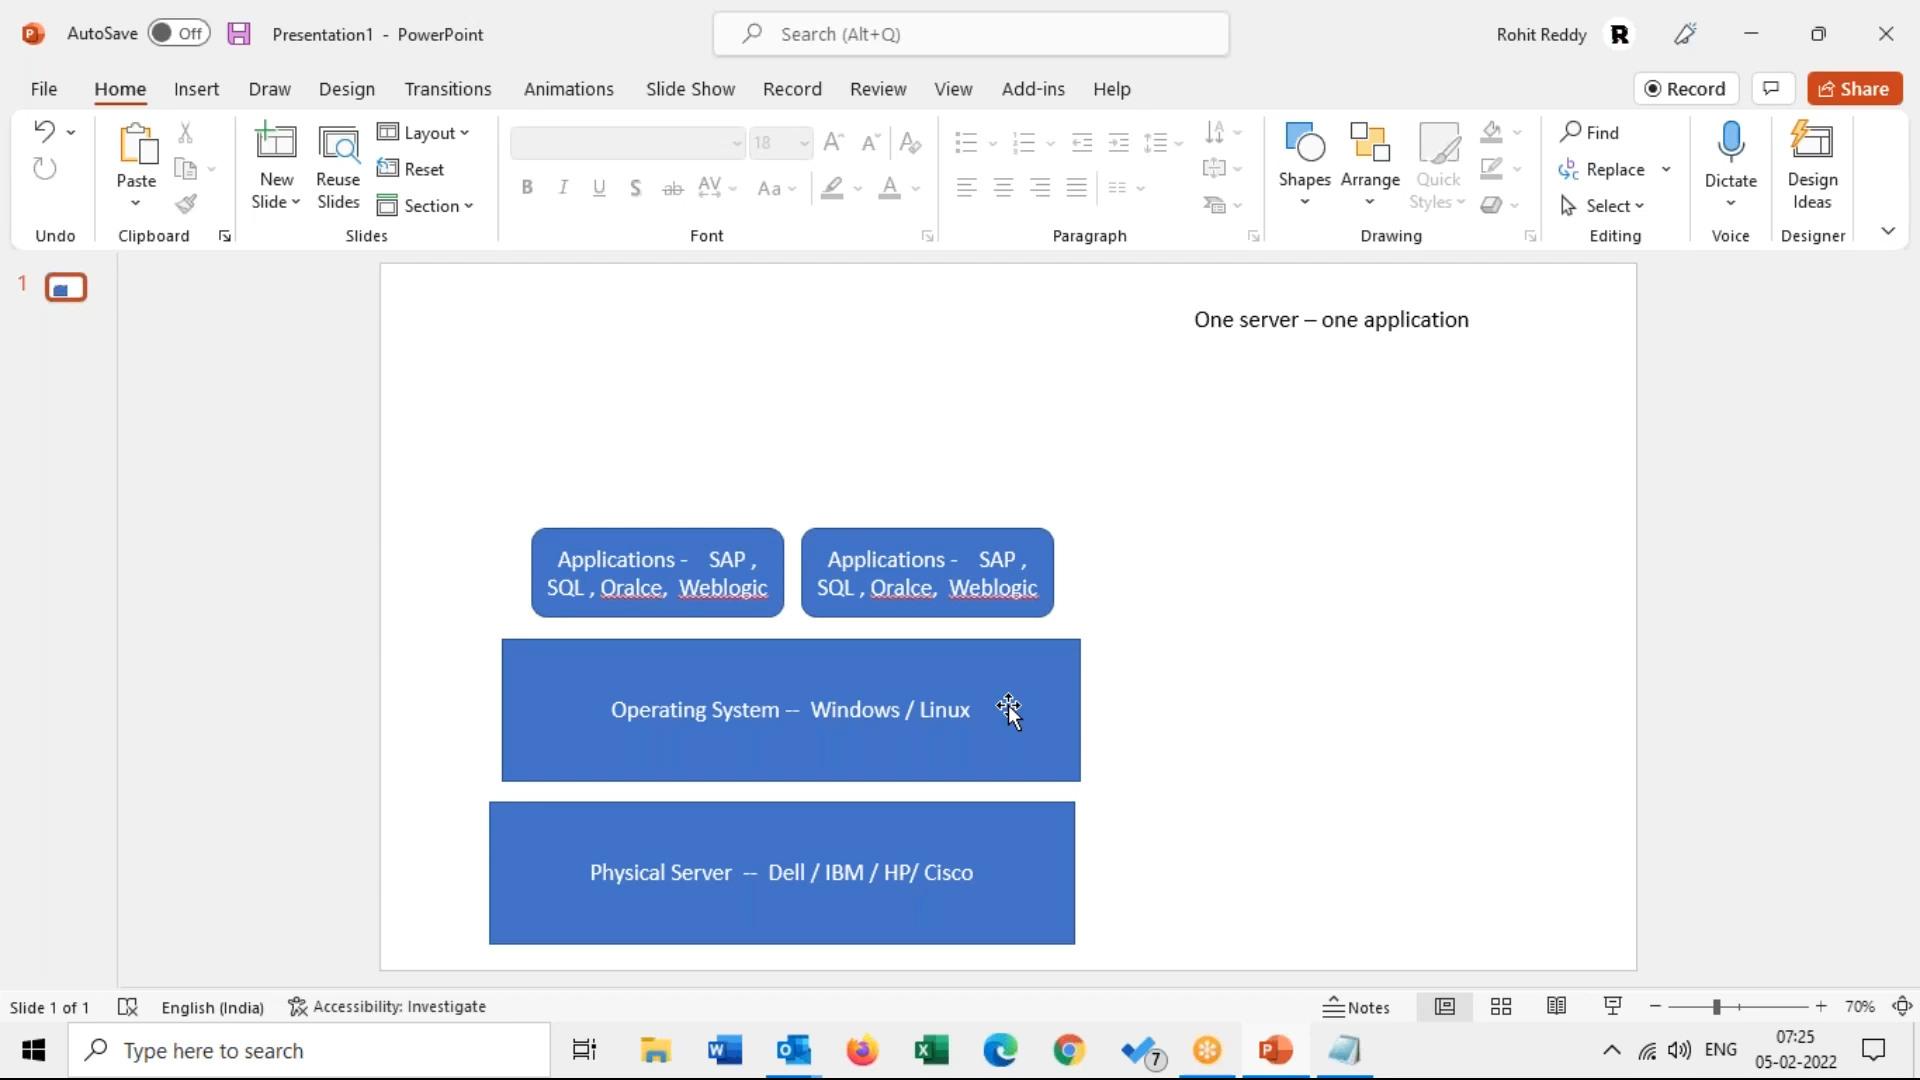 AutoSave Off Presentation1 - PowerPoint Search (Alt+Q) Rohit Reddy
File Home Insert Draw Design Transitions Animations Slide Show Record Review View Add-ins Help Record Share
Paste New Slide Reuse Slides Layout Reset Section 18 Shapes Arrange Quick Styles Find Replace Select Dictate Design Ideas
Undo Clipboard Slides Font Paragraph Drawing Editing Voice Designer
1
One server – one application
Applications - SAP ,
SQL , Oralce, Weblogic
Applications - SAP ,
SQL , Oralce, Weblogic
Operating System -- Windows / Linux
Physical Server -- Dell / IBM / HP/ Cisco
Slide 1 of 1 English (India) Accessibility: Investigate Notes 70%
Type here to search 7 ENG 07:25
05-02-2022